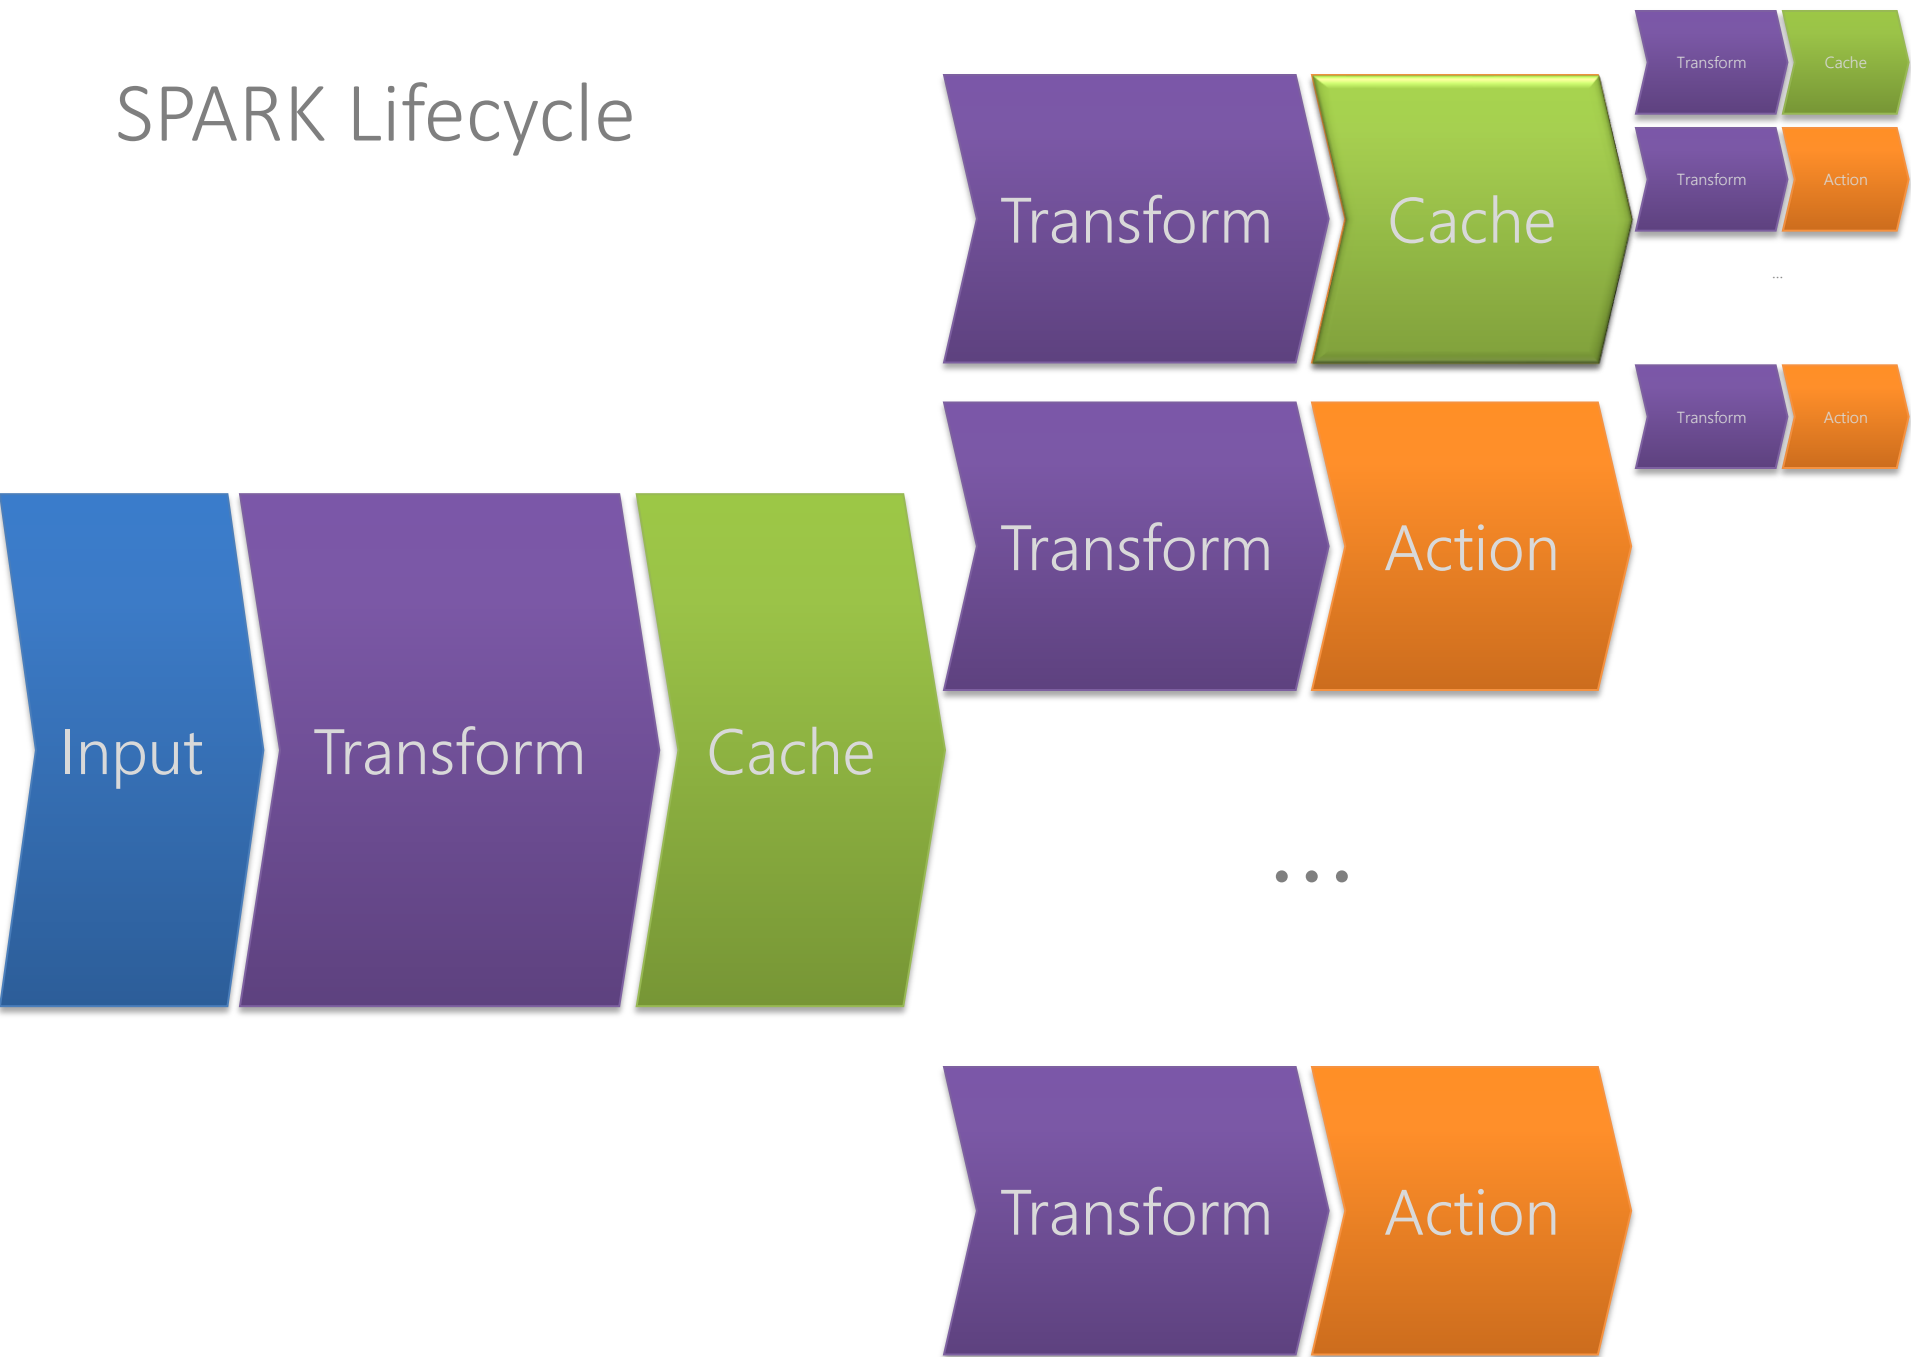 SPARK Lifecycle
Input
Transform
Cache
Transform
Cache
Transform
Cache
Transform
Action
...
Transform
Action
Transform
Action
...
Transform
Action